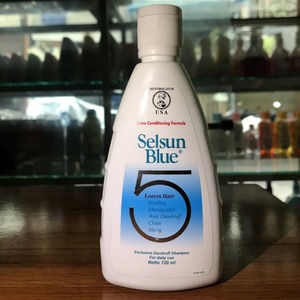 MENTHOLATUM
USA
Conditioning Formula
Selsun
Blue®
5
Leaves Hair
Healthy
Manageable
Anti Dandruff
Clean
Shiny
Exclusive Dandruff Shampoo
For daily use
Netto 120 ml